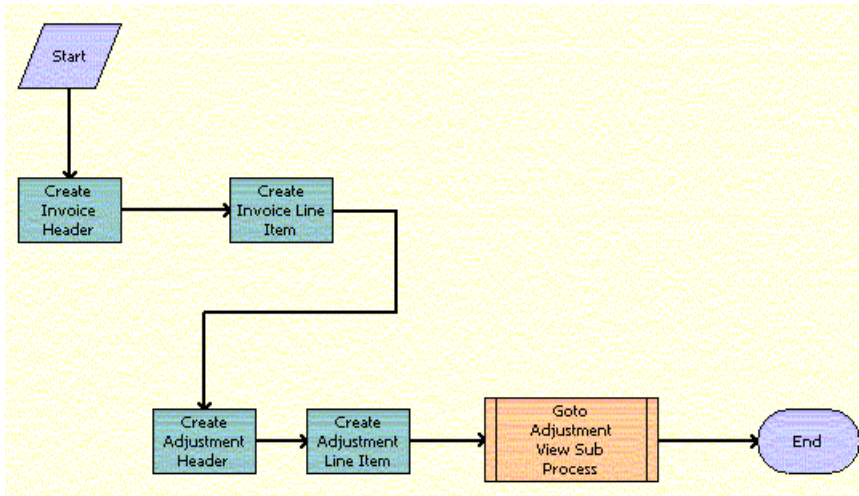 Start
Create
Invoice
Header
Create
Invoice Line
Item
Create
Adjustment
Header
Create
Adjustment
Line Item
Goto
Adjustment
View Sub
Process
End